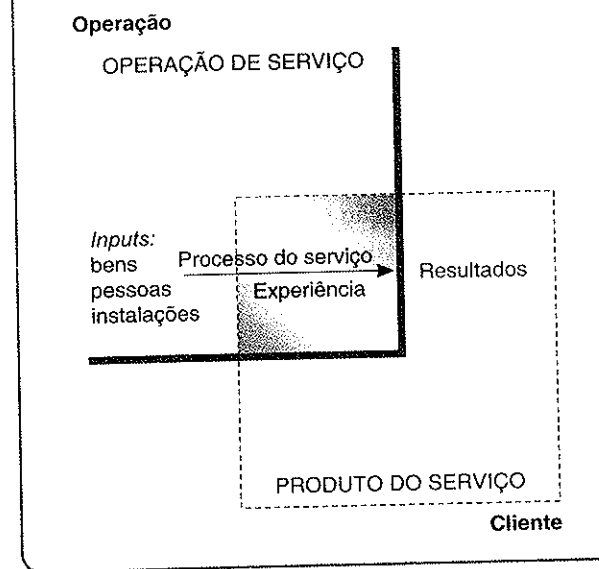 Operação
OPERAÇÃO DE SERVIÇO
Inputs:
bens
pessoas
instalações
Processo do serviço
Experiência
Resultados
PRODUTO DO SERVIÇO
Cliente